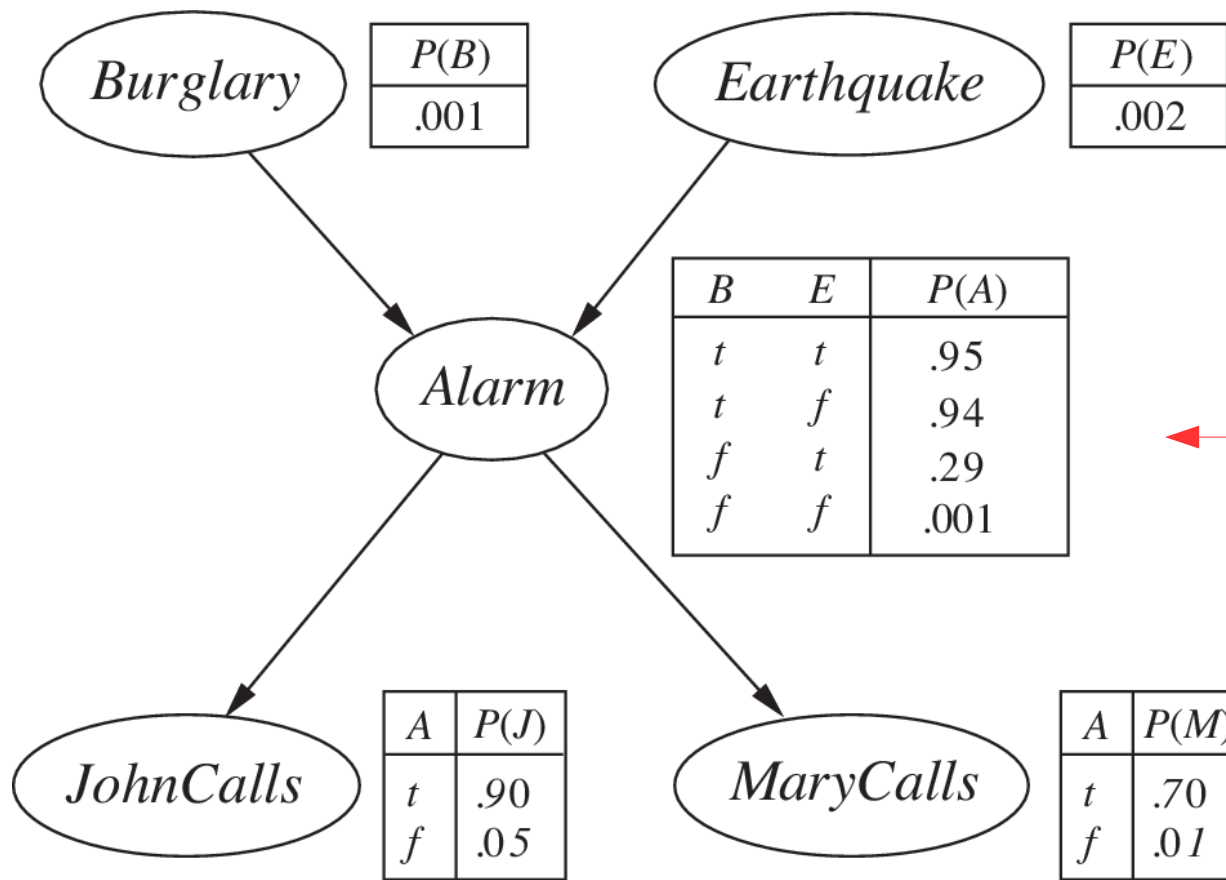 Burglary
P(B)
.001
Earthquake
P(E)
.002
Alarm
B E P(A)
t t .95
t f .94
f t .29
f f .001
JohnCalls
A P(J)
t .90
f .05
MaryCalls
A P(M)
t .70
f .01